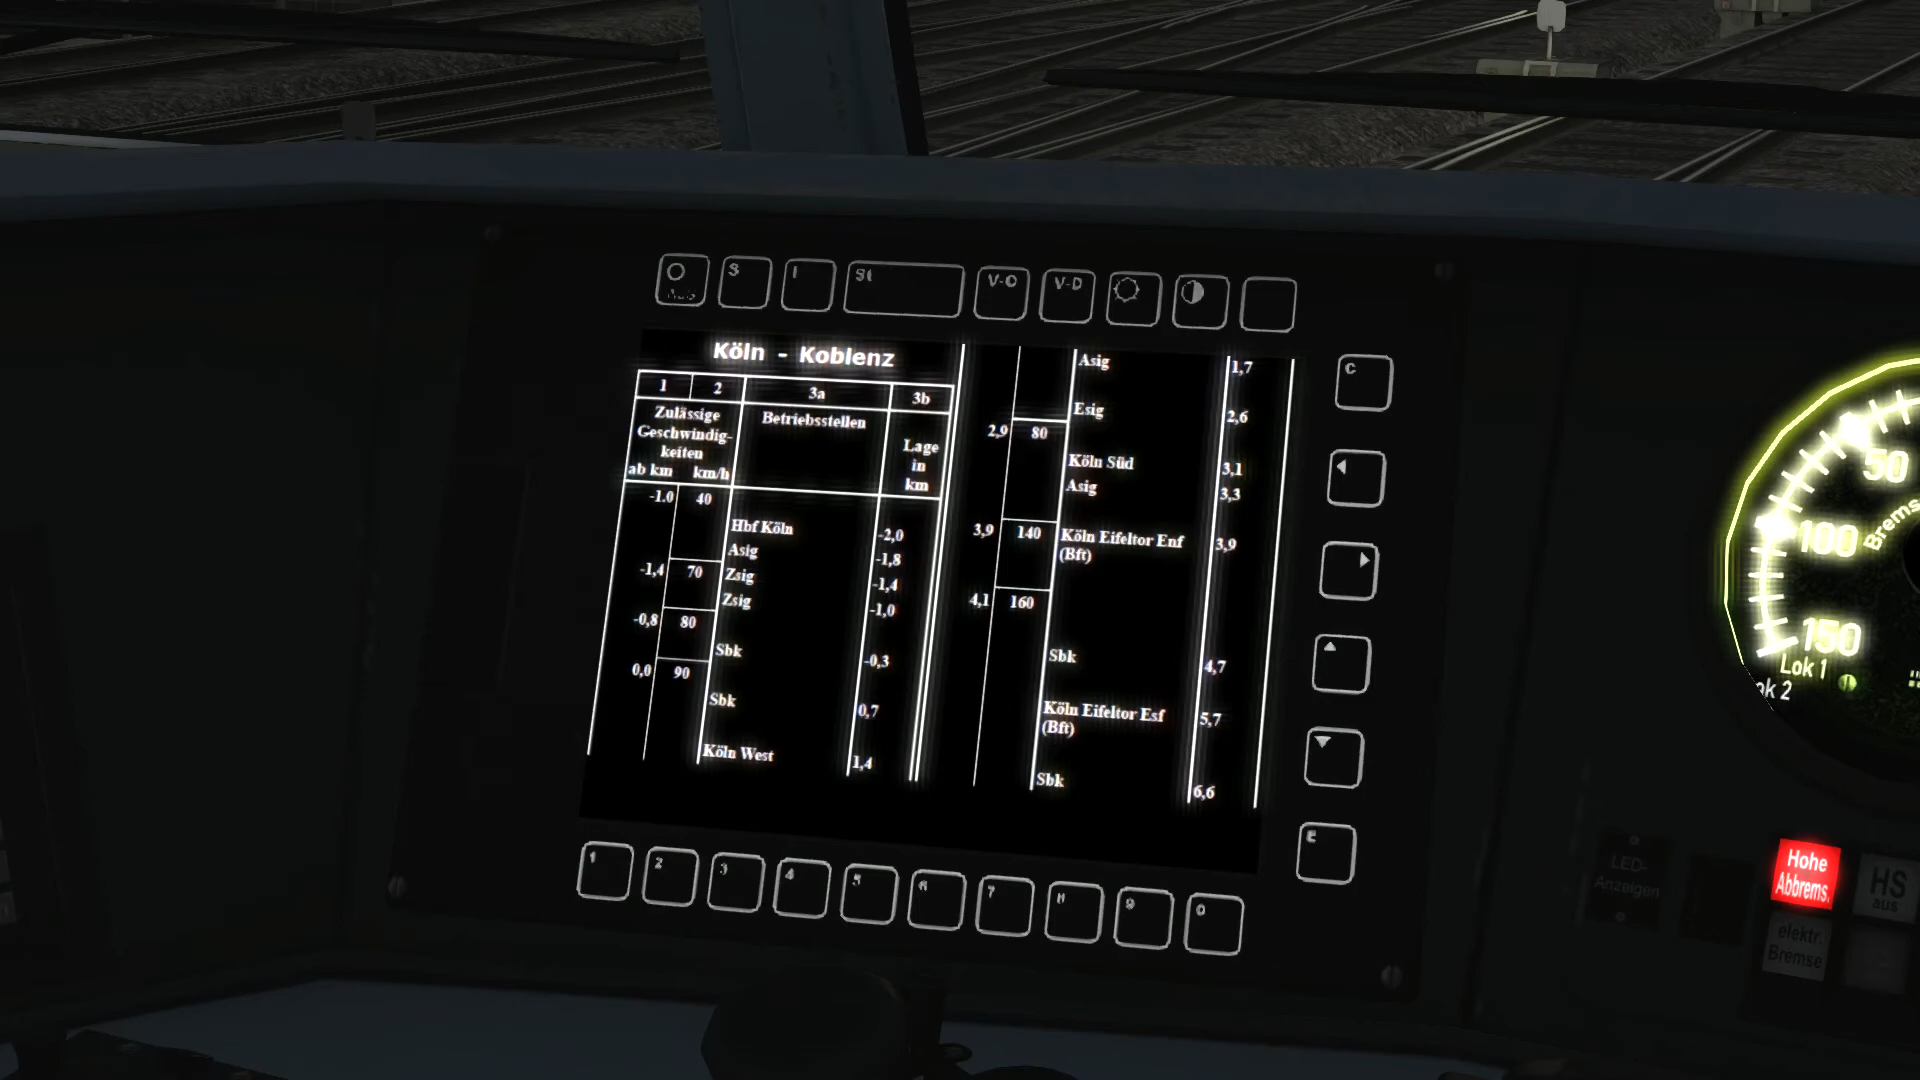 S
I
St
V-O
V-D
Köln - Koblenz
1 2 3a 3b
Zulässige
Geschwindig-
keiten
ab km km/h
Betriebsstellen
Lage
in
km
-1.0 40
Hbf Köln -2,0
Asig -1,8
-1,4 70 Zsig -1,4
Zsig -1,0
-0,8 80
Sbk -0,3
0,0 90
Sbk 0,7
Köln West 1,4
Asig 1,7
Esig 2,6
2,9 80
Köln Süd 3,1
Asig 3,3
3,9 140 Köln Eifeltor Enf 3,9
(Bft)
4,1 160
Sbk 4,7
Köln Eifeltor Esf 5,7
(Bft)
Sbk 6,6
C
E
1 2 3 4 5 6 7 9 0
50
100
150
Brems
Lok 1
ok 2
LED-
Anzeigen
Hohe
Abbrems.
HS
aus
elektr.
Bremse